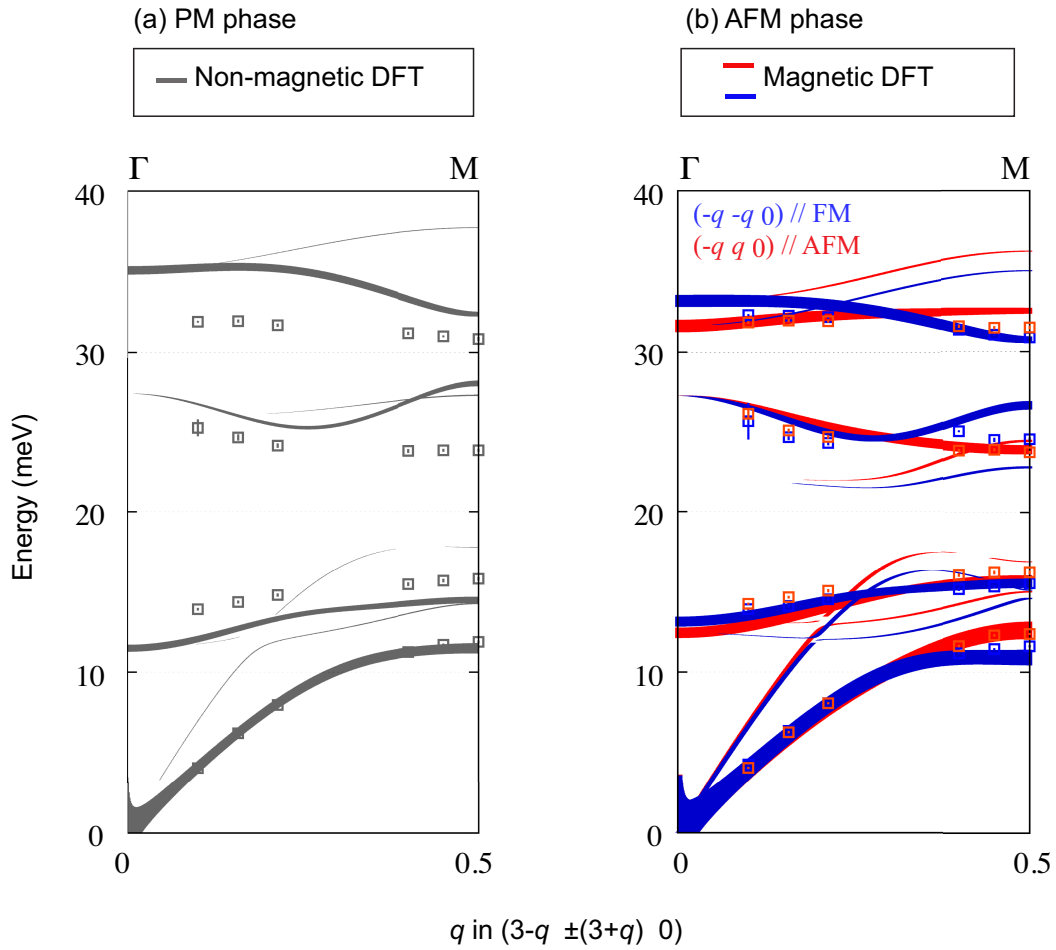 (a) PM phase
Non-magnetic DFT
Γ M
40
30
20
10
0
0 0.5
(b) AFM phase
Magnetic DFT
Γ M
(-q -q 0) // FM
(-q q 0) // AFM
40
30
20
10
0
0 0.5
Energy (meV)
q in (3-q ±(3+q) 0)